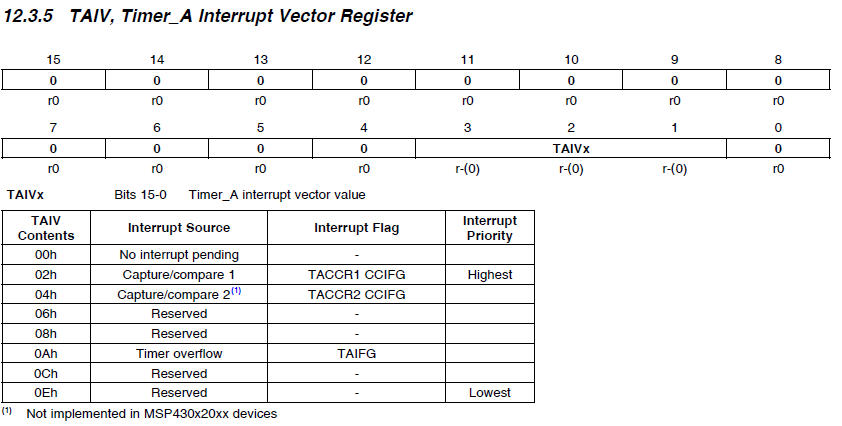 12.3.5 TAIV, Timer_A Interrupt Vector Register
15 14 13 12 11 10 9 8
0 0 0 0 0 0 0 0
r0 r0 r0 r0 r0 r0 r0 r0
7 6 5 4 3 2 1 0
0 0 0 0 TAIVx 0
r0 r0 r0 r0 r-(0) r-(0) r-(0) r0
TAIVx Bits 15-0 Timer_A interrupt vector value
TAIV Contents Interrupt Source Interrupt Flag Interrupt Priority
00h No interrupt pending -
02h Capture/compare 1 TACCR1 CCIFG Highest
04h Capture/compare 2(1) TACCR2 CCIFG
06h Reserved -
08h Reserved -
0Ah Timer overflow TAIFG
0Ch Reserved -
0Eh Reserved - Lowest
(1) Not implemented in MSP430x20xx devices